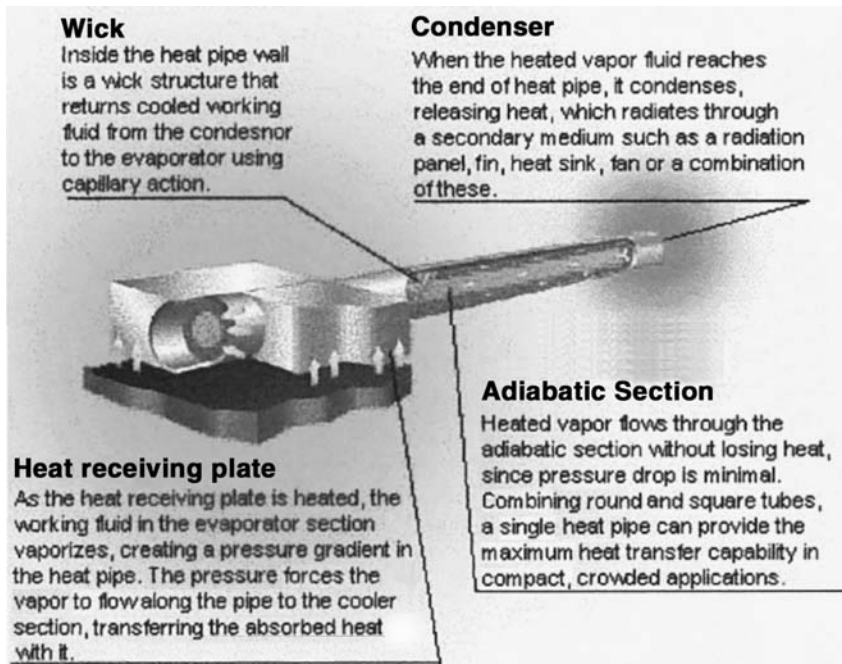 Wick
Inside the heat pipe wall
is a wick structure that
returns cooled working
fluid from the condesnor
to the evaporator using
capillary action.
Condenser
When the heated vapor fluid reaches
the end of heat pipe, it condenses,
releasing heat, which radiates through
a secondary medium such as a radiation
panel, fin, heat sink, fan or a combination
of these.
Heat receiving plate
As the heat receiving plate is heated, the
working fluid in the evaporator section
vaporizes, creating a pressure gradient in
the heat pipe. The pressure forces the
vapor to flow along the pipe to the cooler
section, transferring the absorbed heat
with it.
Adiabatic Section
Heated vapor flows through the
adiabatic section without losing heat,
since pressure drop is minimal.
Combining round and square tubes,
a single heat pipe can provide the
maximum heat transfer capability in
compact, crowded applications.